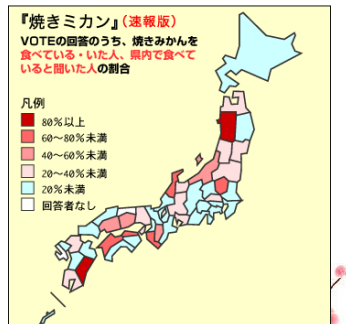 『焼きミカン』（速報版）
VOTEの回答のうち、焼きみかんを
食べている・いた人、県内で食べて
いると聞いた人の割合
凡例
80％以上
60～80％未満
40～60％未満
20～40％未満
20％未満
回答者なし